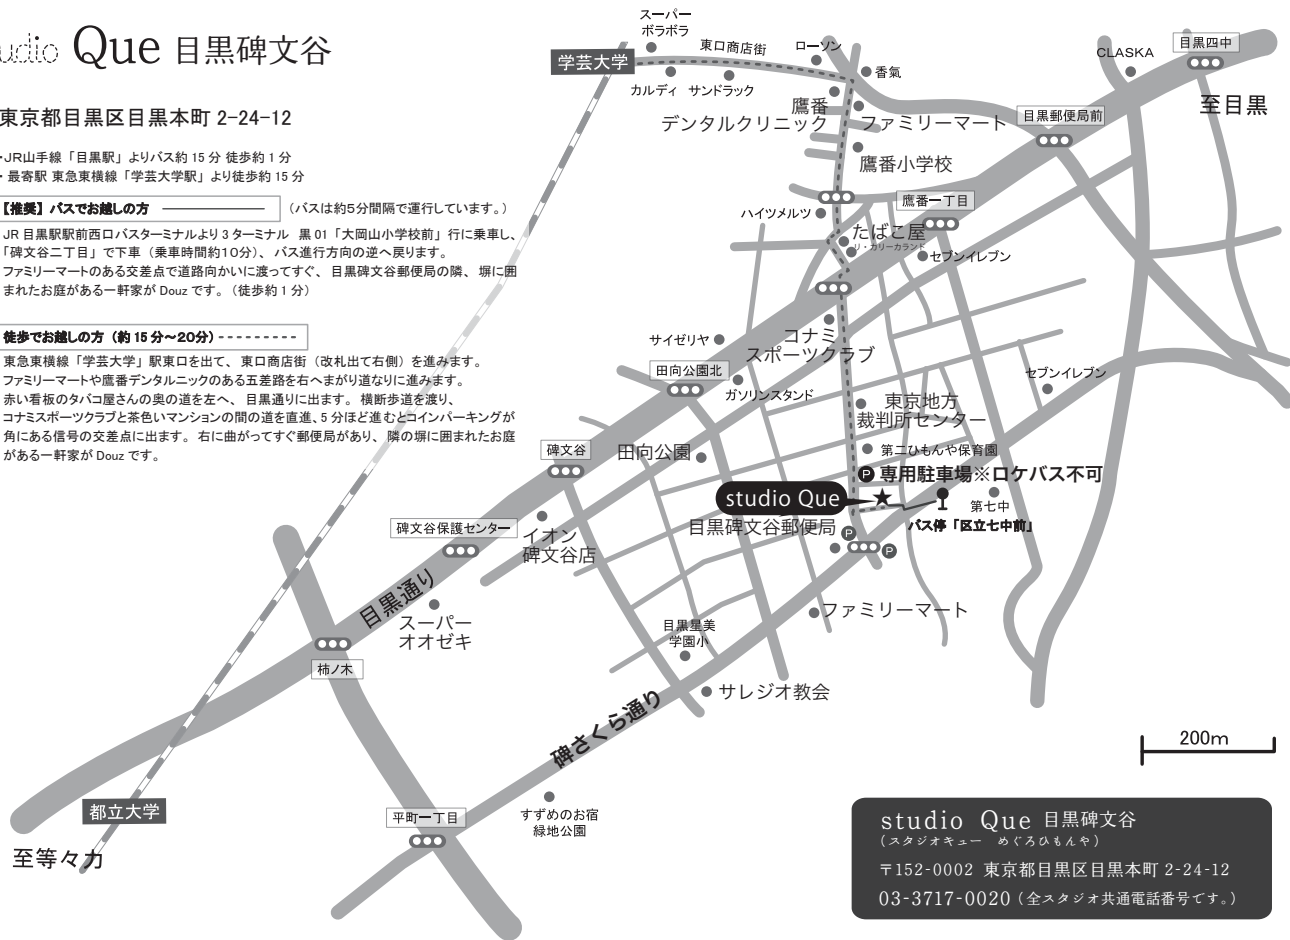 udio Que 目黒碑文谷
東京都目黒区目黒本町 2-24-12
・JR山手線「目黒駅」よりバス約 15 分 徒歩約 1 分
・最寄駅 東急東横線「学芸大学駅」より徒歩約 15 分
【推奨】バスでお越しの方 （バスは約5分間隔で運行しています。）
JR 目黒駅駅前西口バスターミナルより 3 ターミナル 黒 01「大岡山小学校前」行に乗車し、
「碑文谷二丁目」で下車（乗車時間約10分）、バス進行方向の逆へ戻ります。
ファミリーマートのある交差点で道路向かいに渡ってすぐ、目黒碑文谷郵便局の隣、塀に囲
まれたお庭がある一軒家が Douz です。（徒歩約 1 分）
徒歩でお越しの方（約 15 分〜20分）
東急東横線「学芸大学」駅東口を出て、東口商店街（改札出て右側）を進みます。
ファミリーマートや鷹番デンタルニックのある五差路を右へまがり道なりに進みます。
赤い看板のタバコ屋さんの奥の道を左へ、目黒通りに出ます。横断歩道を渡り、
コナミスポーツクラブと茶色いマンションの間の道を直進、5 分ほど進むとコインパーキングが
角にある信号の交差点に出ます。右に曲がってすぐ郵便局があり、隣の塀に囲まれたお庭
がある一軒家が Douz です。
スーパー
ボラボラ
学芸大学
東口商店街
ローソン
香氣
カルディ
サンドラック
鷹番
デンタルクリニック
ファミリーマート
鷹番小学校
CLASKA
目黒四中
至目黒
目黒郵便局前
鷹番一丁目
ハイツメルツ
たばこ屋
リ・カリーカランド
セブンイレブン
サイゼリヤ
コナミ
スポーツクラブ
田向公園北
ガソリンスタンド
セブンイレブン
東京地方
裁判所センター
碑文谷
田向公園
第二ひもんや保育園
P 専用駐車場※ロケバス不可
studio Que
第七中
バス停「区立七中前」
目黒碑文谷郵便局
P
P
碑文谷保護センター
イオン
碑文谷店
目黒通り
スーパー
オオゼキ
ファミリーマート
目黒星美
学園小
柿ノ木
サレジオ教会
碑さくら通り
200m
都立大学
至等々力
平町一丁目
すずめのお宿
緑地公園
studio Que 目黒碑文谷
（スタジオキュー めぐろひもんや）
〒152-0002 東京都目黒区目黒本町 2-24-12
03-3717-0020（全スタジオ共通電話番号です。）